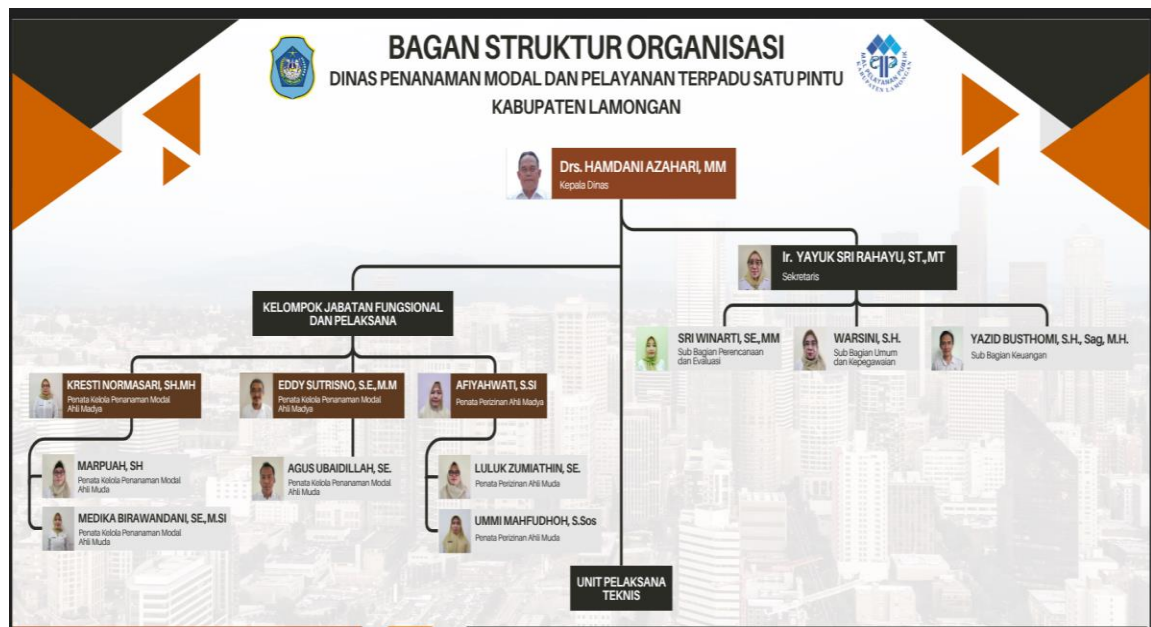 BAGAN STRUKTUR ORGANISASI
DINAS PENANAMAN MODAL DAN PELAYANAN TERPADU SATU PINTU
KABUPATEN LAMONGAN
MAL PELAYANAN PUBLIK
KABUPATEN LAMONGAN
Drs. HAMDANI AZAHARI, MM
Kepala Dinas
Ir. YAYUK SRI RAHAYU, ST.,MT
Sekretaris
KELOMPOK JABATAN FUNGSIONAL
DAN PELAKSANA
SRI WINARTI, SE.,MM
Sub Bagian Perencanaan
dan Evaluasi
WARSINI, S.H.
Sub Bagian Umum
dan Kepegawaian
YAZID BUSTHOMI, S.H., Sag, M.H.
Sub Bagian Keuangan
KRESTI NORMASARI, SH.MH
Penata Kelola Penanaman Modal
Ahli Madya
EDDY SUTRISNO, S.E.,M.M
Penata Kelola Penanaman Modal
Ahli Madya
AFIYAHWATI, S.SI
Penata Perizinan Ahli Madya
MARPUAH, SH
Penata Kelola Penanaman Modal
Ahli Muda
AGUS UBAIDILLAH, SE.
Penata Kelola Penanaman Modal
Ahli Muda
LULUK ZUMIATHIN, SE.
Penata Perizinan Ahli Muda
MEDIKA BIRAWANDANI, SE.,M.SI
Penata Kelola Penanaman Modal
Ahli Muda
UMMI MAHFUDHOH, S.Sos
Penata Perizinan Ahli Muda
UNIT PELAKSANA
TEKNIS